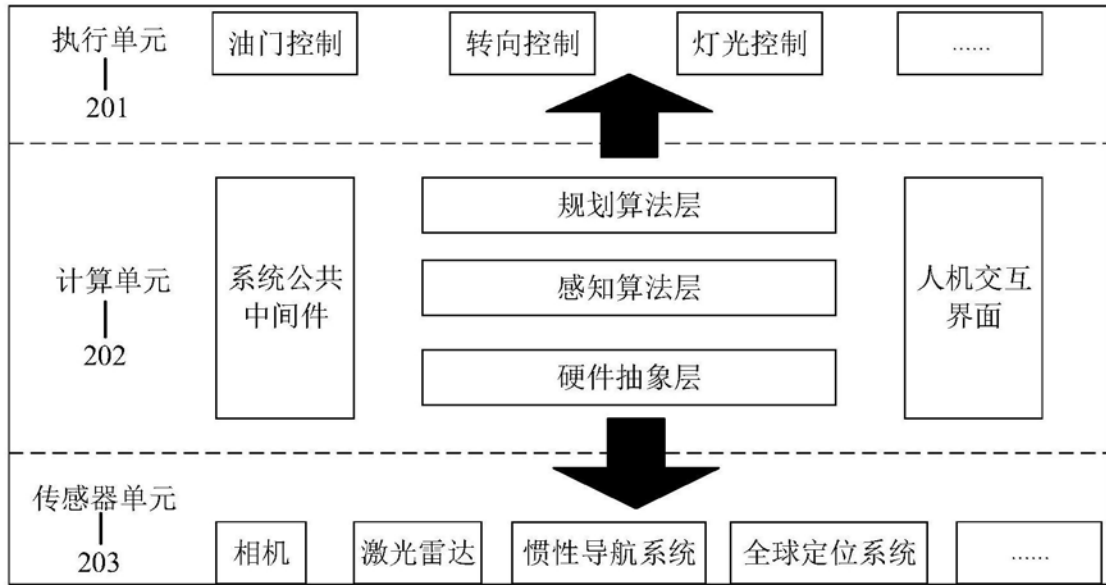 执行单元
201
油门控制
转向控制
灯光控制
……
计算单元
202
系统公共
中间件
规划算法层
感知算法层
硬件抽象层
人机交互
界面
传感器单元
203
相机
激光雷达
惯性导航系统
全球定位系统
……